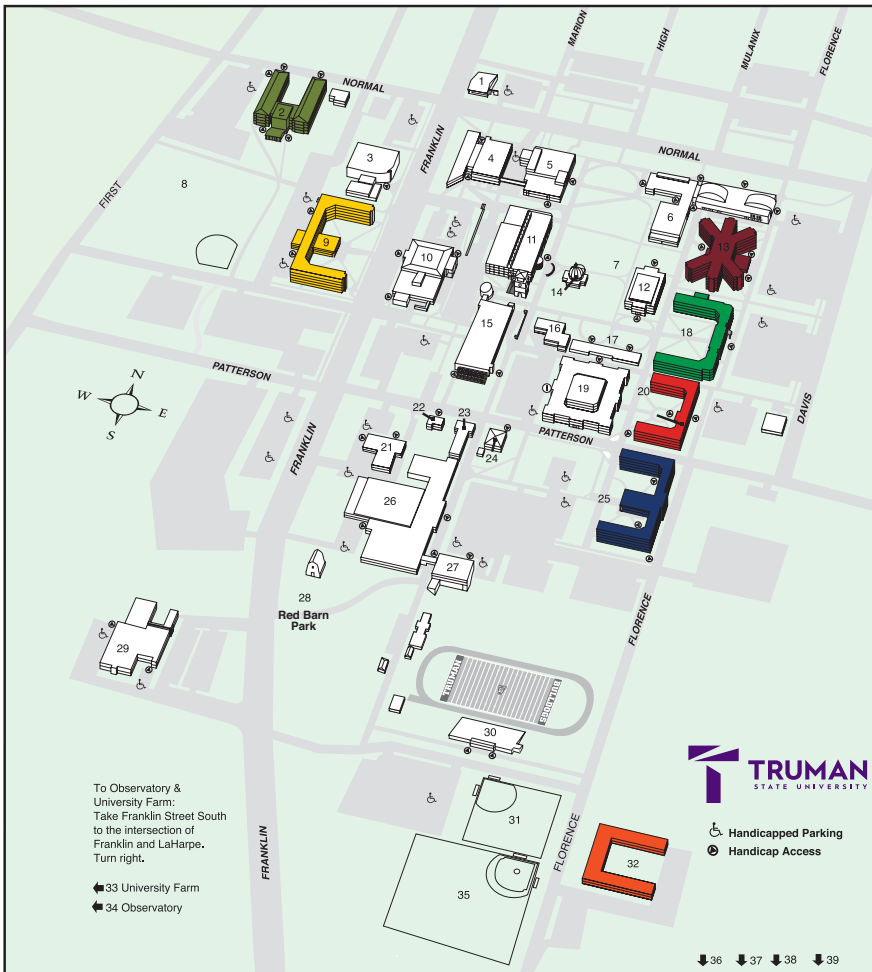 MARION
HIGH
MULANIX
FLORENCE
NORMAL
1
2
FRANKLIN
NORMAL
3
4
5
FIRST
8
6
9
10
11
7
13
14
12
15
16
17
18
PATTERSON
N
W
E
S
19
20
22
23
PATTERSON
DAVIS
FRANKLIN
21
24
26
25
27
28
Red Barn
Park
FLORENCE
29
TRUMAN
BULLDOGS
30
TRUMAN
STATE UNIVERSITY
To Observatory &
University Farm:
Take Franklin Street South
to the intersection of
Franklin and LaHarpe.
Turn right.
31
Handicapped Parking
Handicap Access
FLORENCE
FRANKLIN
32
33 University Farm
34 Observatory
35
36 37 38 39